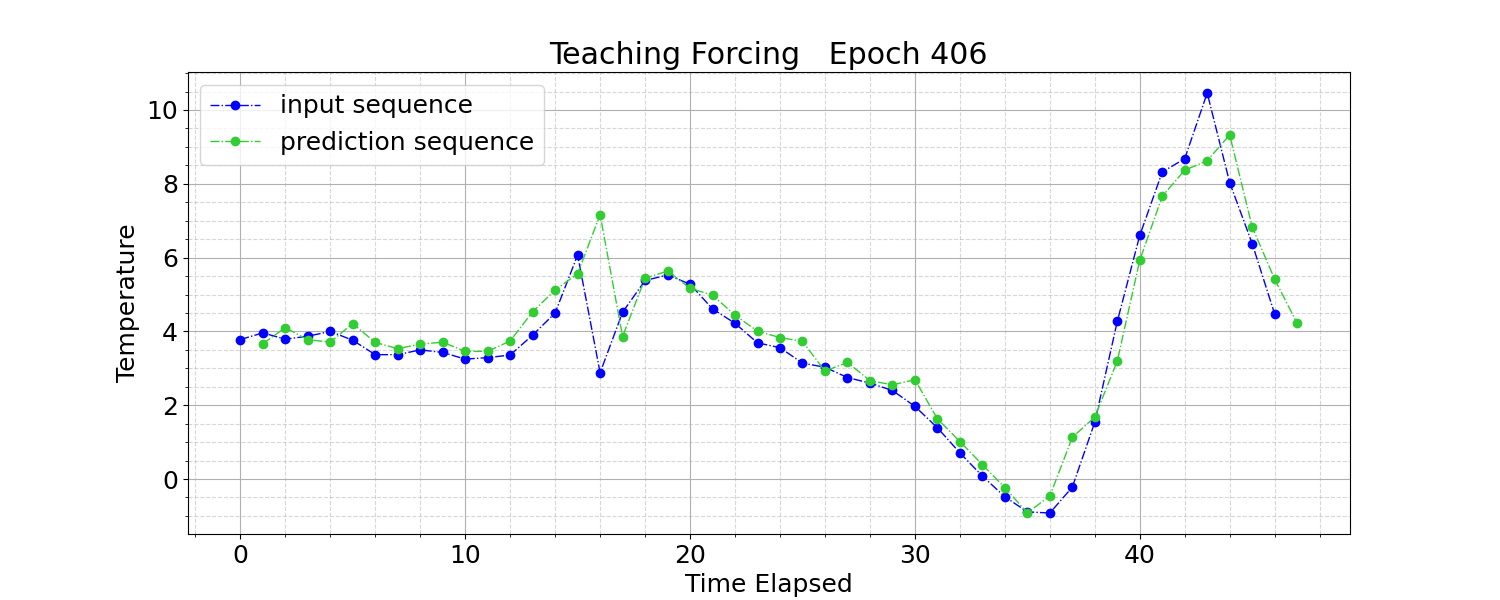 Teaching Forcing   Epoch 406
input sequence
prediction sequence
10
8
6
4
2
0
Temperature
0 10 20 30 40
Time Elapsed